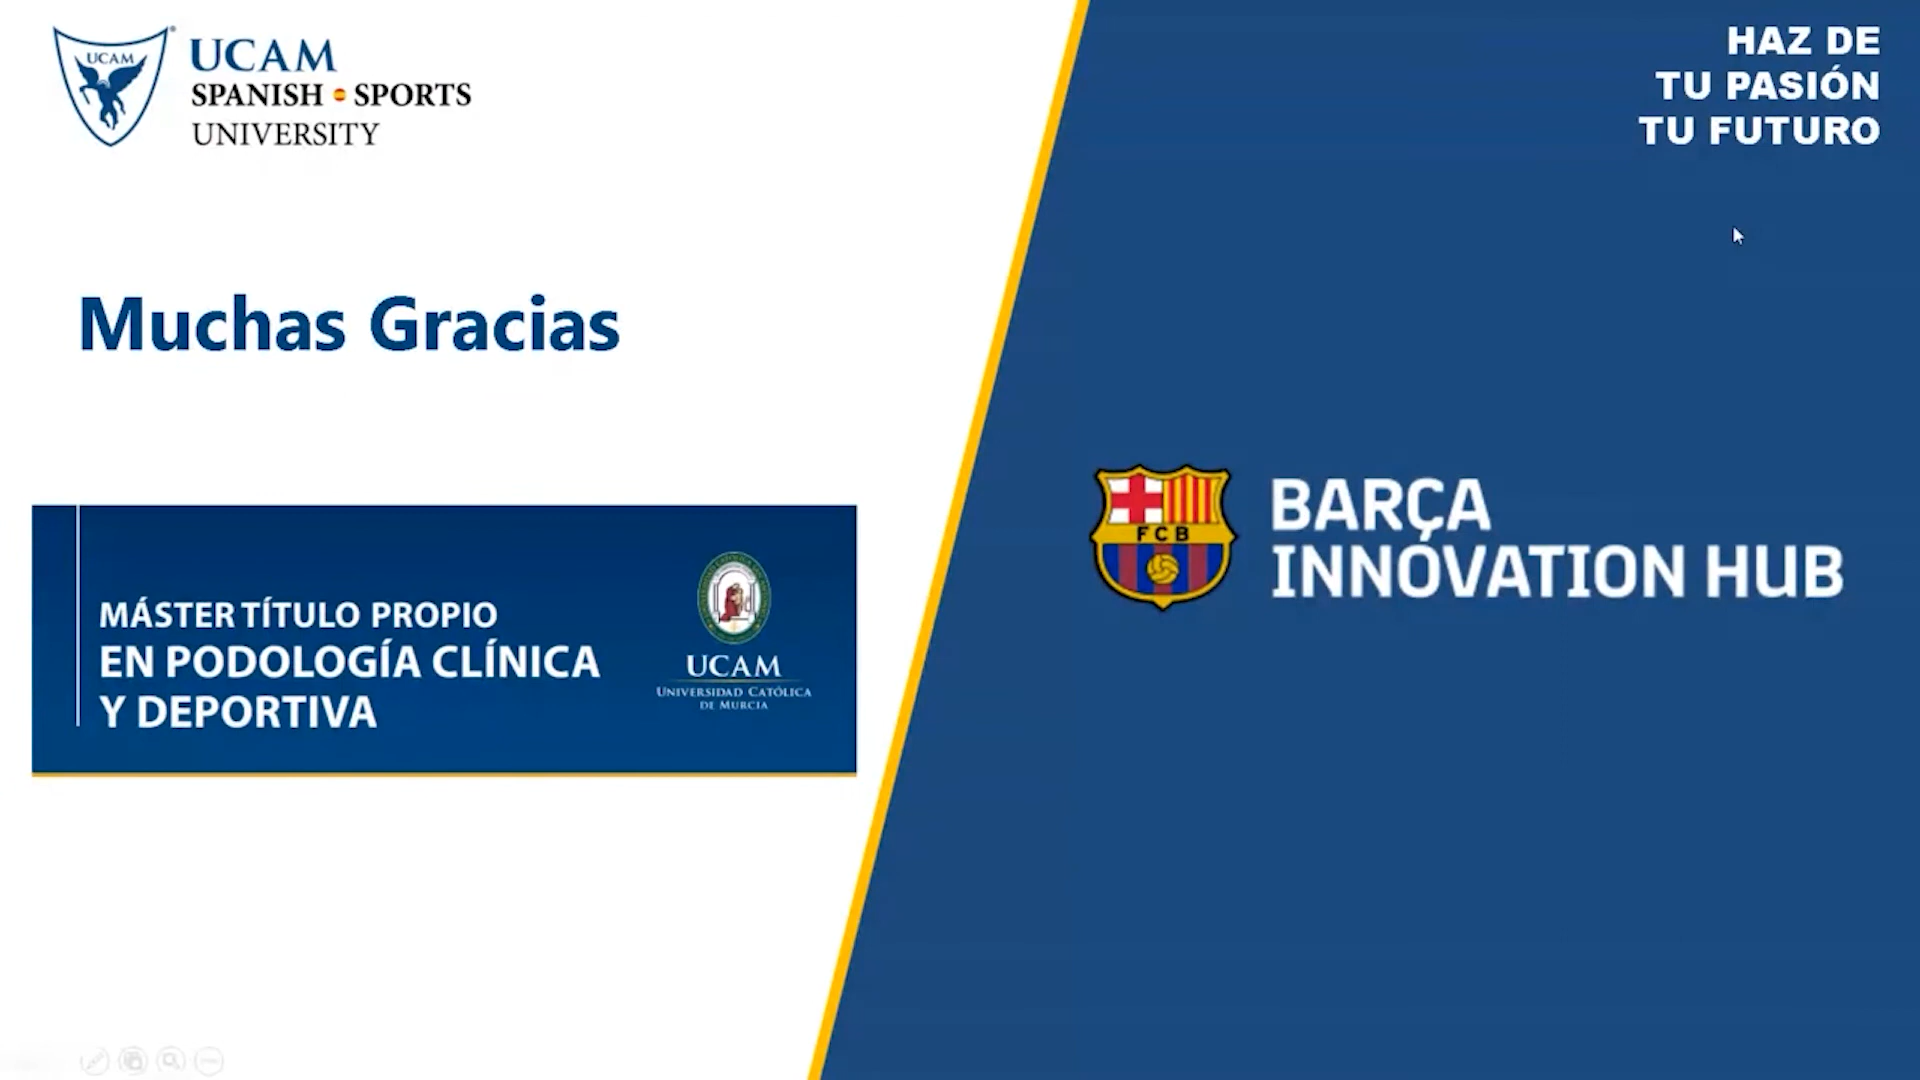 UCAM
UCAM
SPANISH SPORTS
UNIVERSITY
HAZ DE
TU PASIÓN
TU FUTURO
Muchas Gracias
MÁSTER TÍTULO PROPIO
EN PODOLOGÍA CLÍNICA
Y DEPORTIVA
UCAM
UNIVERSIDAD CATÓLICA
DE MURCIA
FCB
BARÇA
INNOVATION HUB